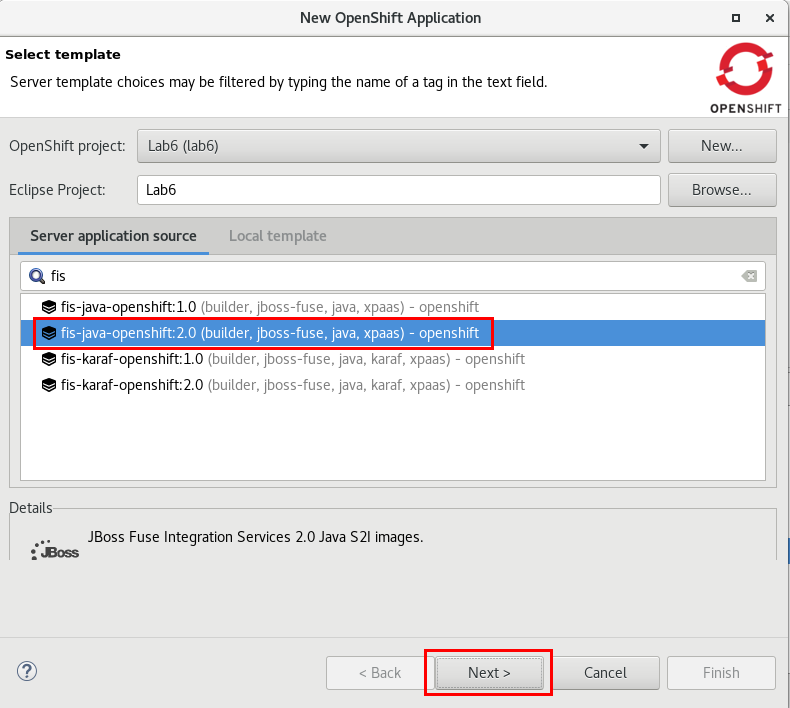 New OpenShift Application
Select template
Server template choices may be filtered by typing the name of a tag in the text field.
OPENSHIFT
OpenShift project: Lab6 (lab6) New...
Eclipse Project: Lab6 Browse...
Server application source Local template
fis
fis-java-openshift:1.0 (builder, jboss-fuse, java, xpaas) - openshift
fis-java-openshift:2.0 (builder, jboss-fuse, java, xpaas) - openshift
fis-karaf-openshift:1.0 (builder, jboss-fuse, java, karaf, xpaas) - openshift
fis-karaf-openshift:2.0 (builder, jboss-fuse, java, karaf, xpaas) - openshift
Details
JBoss Fuse Integration Services 2.0 Java S2I images.
JBoss
? < Back Next > Cancel Finish